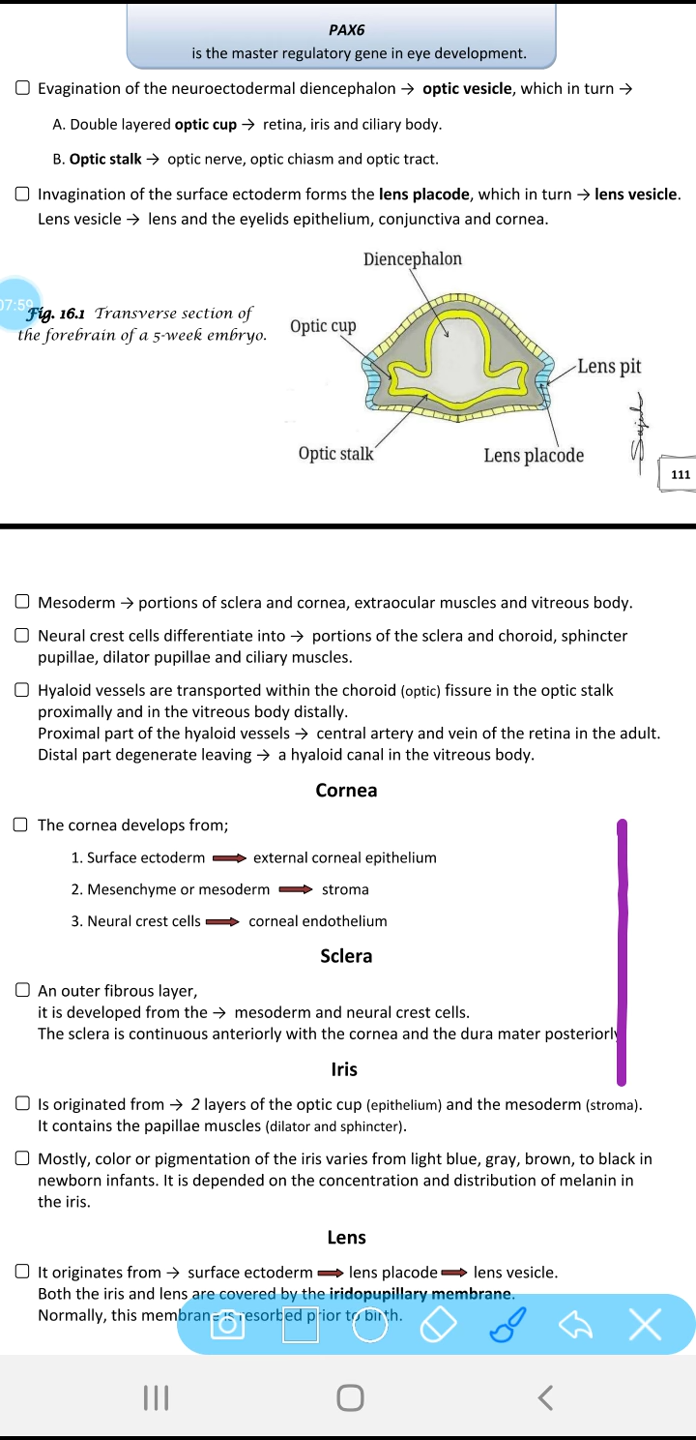 PAX6
is the master regulatory gene in eye development.
Evagination of the neuroectodermal diencephalon → optic vesicle, which in turn →
A. Double layered optic cup → retina, iris and ciliary body.
B. Optic stalk → optic nerve, optic chiasm and optic tract.
Invagination of the surface ectoderm forms the lens placode, which in turn → lens vesicle.
Lens vesicle → lens and the eyelids epithelium, conjunctiva and cornea.
Diencephalon
07:59
Fig. 16.1 Transverse section of
the forebrain of a 5-week embryo.
Optic cup
Lens pit
Optic stalk
Lens placode
111
Mesoderm → portions of sclera and cornea, extraocular muscles and vitreous body.
Neural crest cells differentiate into → portions of the sclera and choroid, sphincter
pupillae, dilator pupillae and ciliary muscles.
Hyaloid vessels are transported within the choroid (optic) fissure in the optic stalk
proximally and in the vitreous body distally.
Proximal part of the hyaloid vessels → central artery and vein of the retina in the adult.
Distal part degenerate leaving → a hyaloid canal in the vitreous body.
Cornea
The cornea develops from;
1. Surface ectoderm → external corneal epithelium
2. Mesenchyme or mesoderm → stroma
3. Neural crest cells → corneal endothelium
Sclera
An outer fibrous layer,
it is developed from the → mesoderm and neural crest cells.
The sclera is continuous anteriorly with the cornea and the dura mater posteriorly
Iris
Is originated from → 2 layers of the optic cup (epithelium) and the mesoderm (stroma).
It contains the papillae muscles (dilator and sphincter).
Mostly, color or pigmentation of the iris varies from light blue, gray, brown, to black in
newborn infants. It is depended on the concentration and distribution of melanin in
the iris.
Lens
It originates from → surface ectoderm → lens placode → lens vesicle.
Both the iris and lens are covered by the iridopupillary membrane.
Normally, this membrane is resorbed prior to birth.